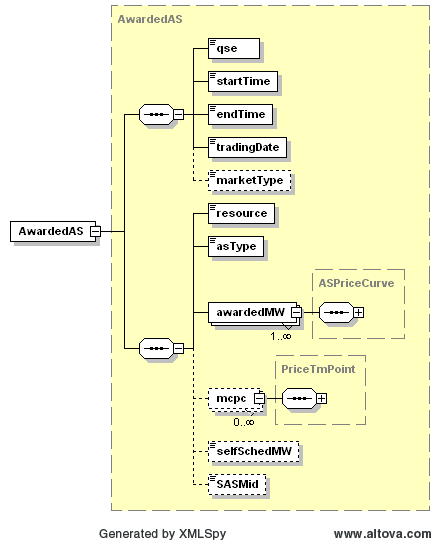 AwardedAS
qse
startTime
endTime
tradingDate
marketType
AwardedAS
resource
asType
ASPriceCurve
awardedMW
1..∞
PriceTmPoint
mcpc
0..∞
selfSchedMW
SASMid
Generated by XMLSpy
www.altova.com